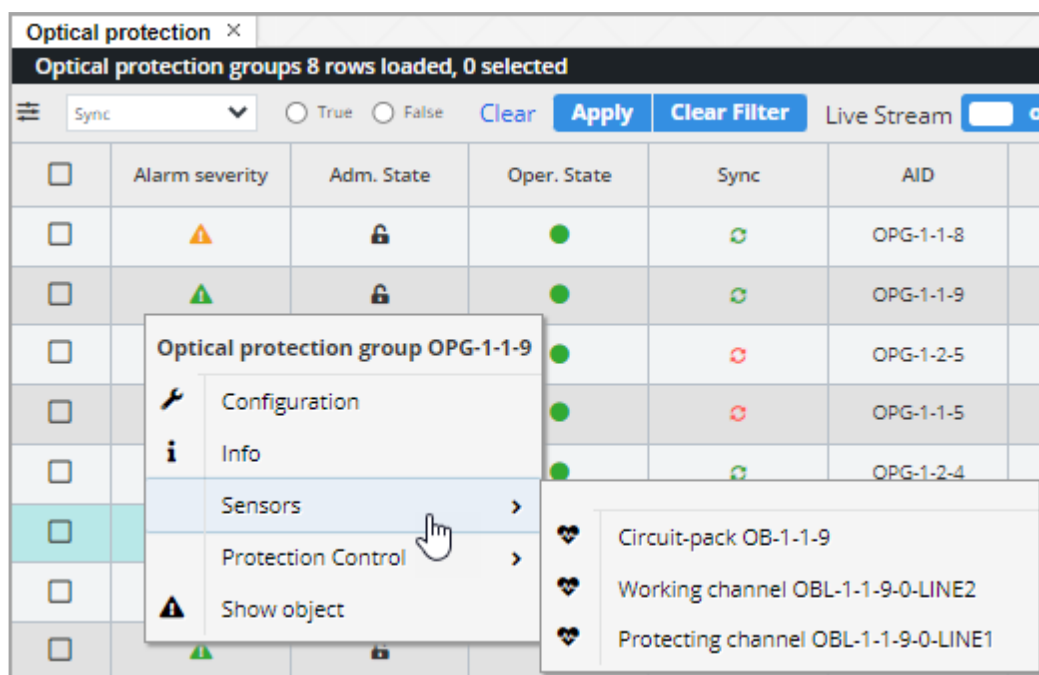 Optical protection ×
Optical protection groups 8 rows loaded, 0 selected
Sync True False Clear Apply Clear Filter Live Stream
Alarm severity Adm. State Oper. State Sync AID
OPG-1-1-8
OPG-1-1-9
Optical protection group OPG-1-1-9
OPG-1-2-5
Configuration
OPG-1-1-5
Info
OPG-1-2-4
Sensors
Circuit-pack OB-1-1-9
Protection Control
Working channel OBL-1-1-9-0-LINE2
Show object
Protecting channel OBL-1-1-9-0-LINE1